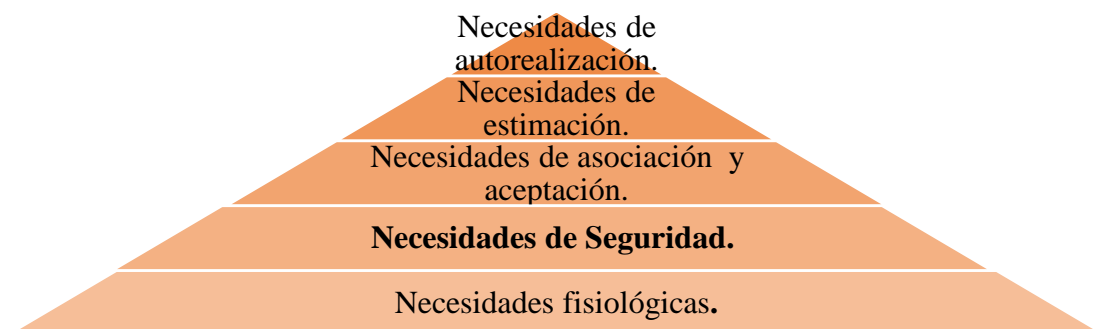 Necesidades de
autorealización.
Necesidades de
estimación.
Necesidades de asociación  y
aceptación.
Necesidades de Seguridad.
Necesidades fisiológicas.